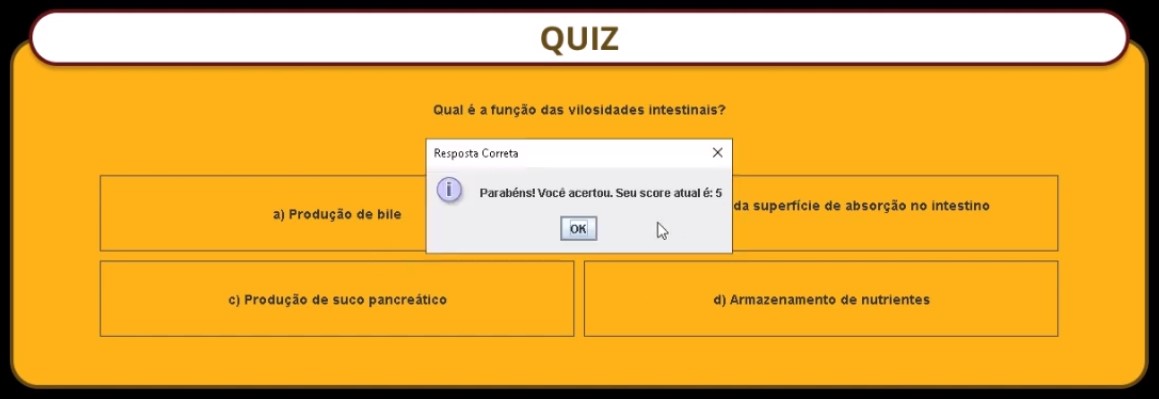 QUIZ
Qual é a função das vilosidades intestinais?
Resposta Correta
Parabéns! Você acertou. Seu score atual é: 5
OK
a) Produção de bile
da superfície de absorção no intestino
c) Produção de suco pancreático
d) Armazenamento de nutrientes